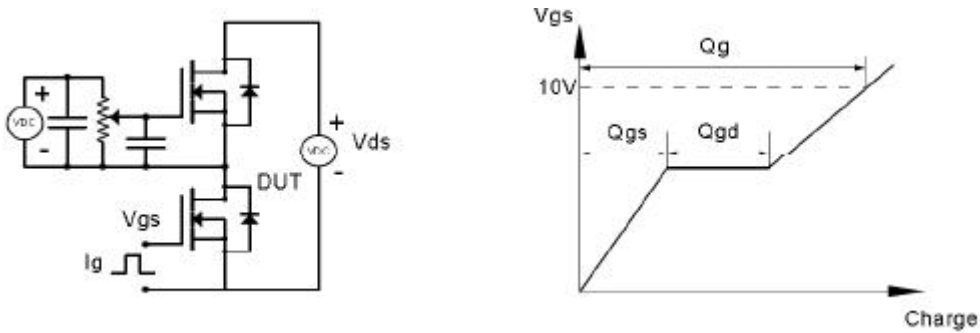 VDC
+
-
Vgs
Ig
DUT
VDC
+
Vds
-
Vgs
Qg
10V
Qgs
Qgd
Charge